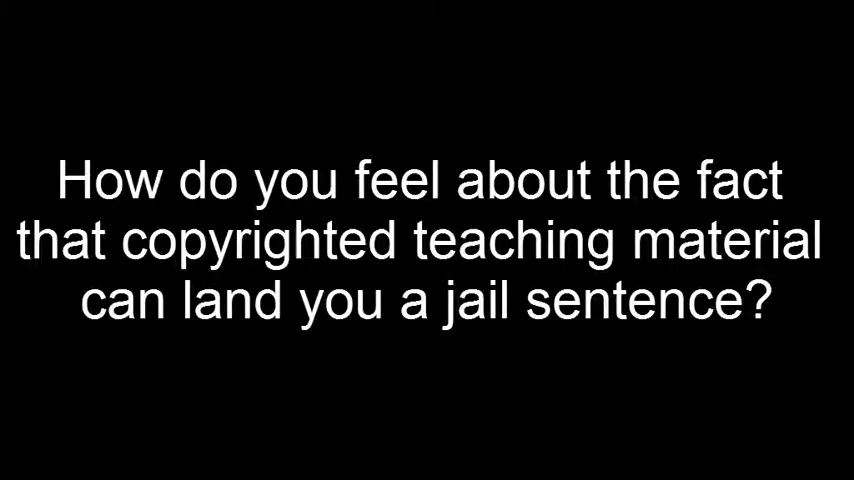 How do you feel about the fact
that copyrighted teaching material
can land you a jail sentence?